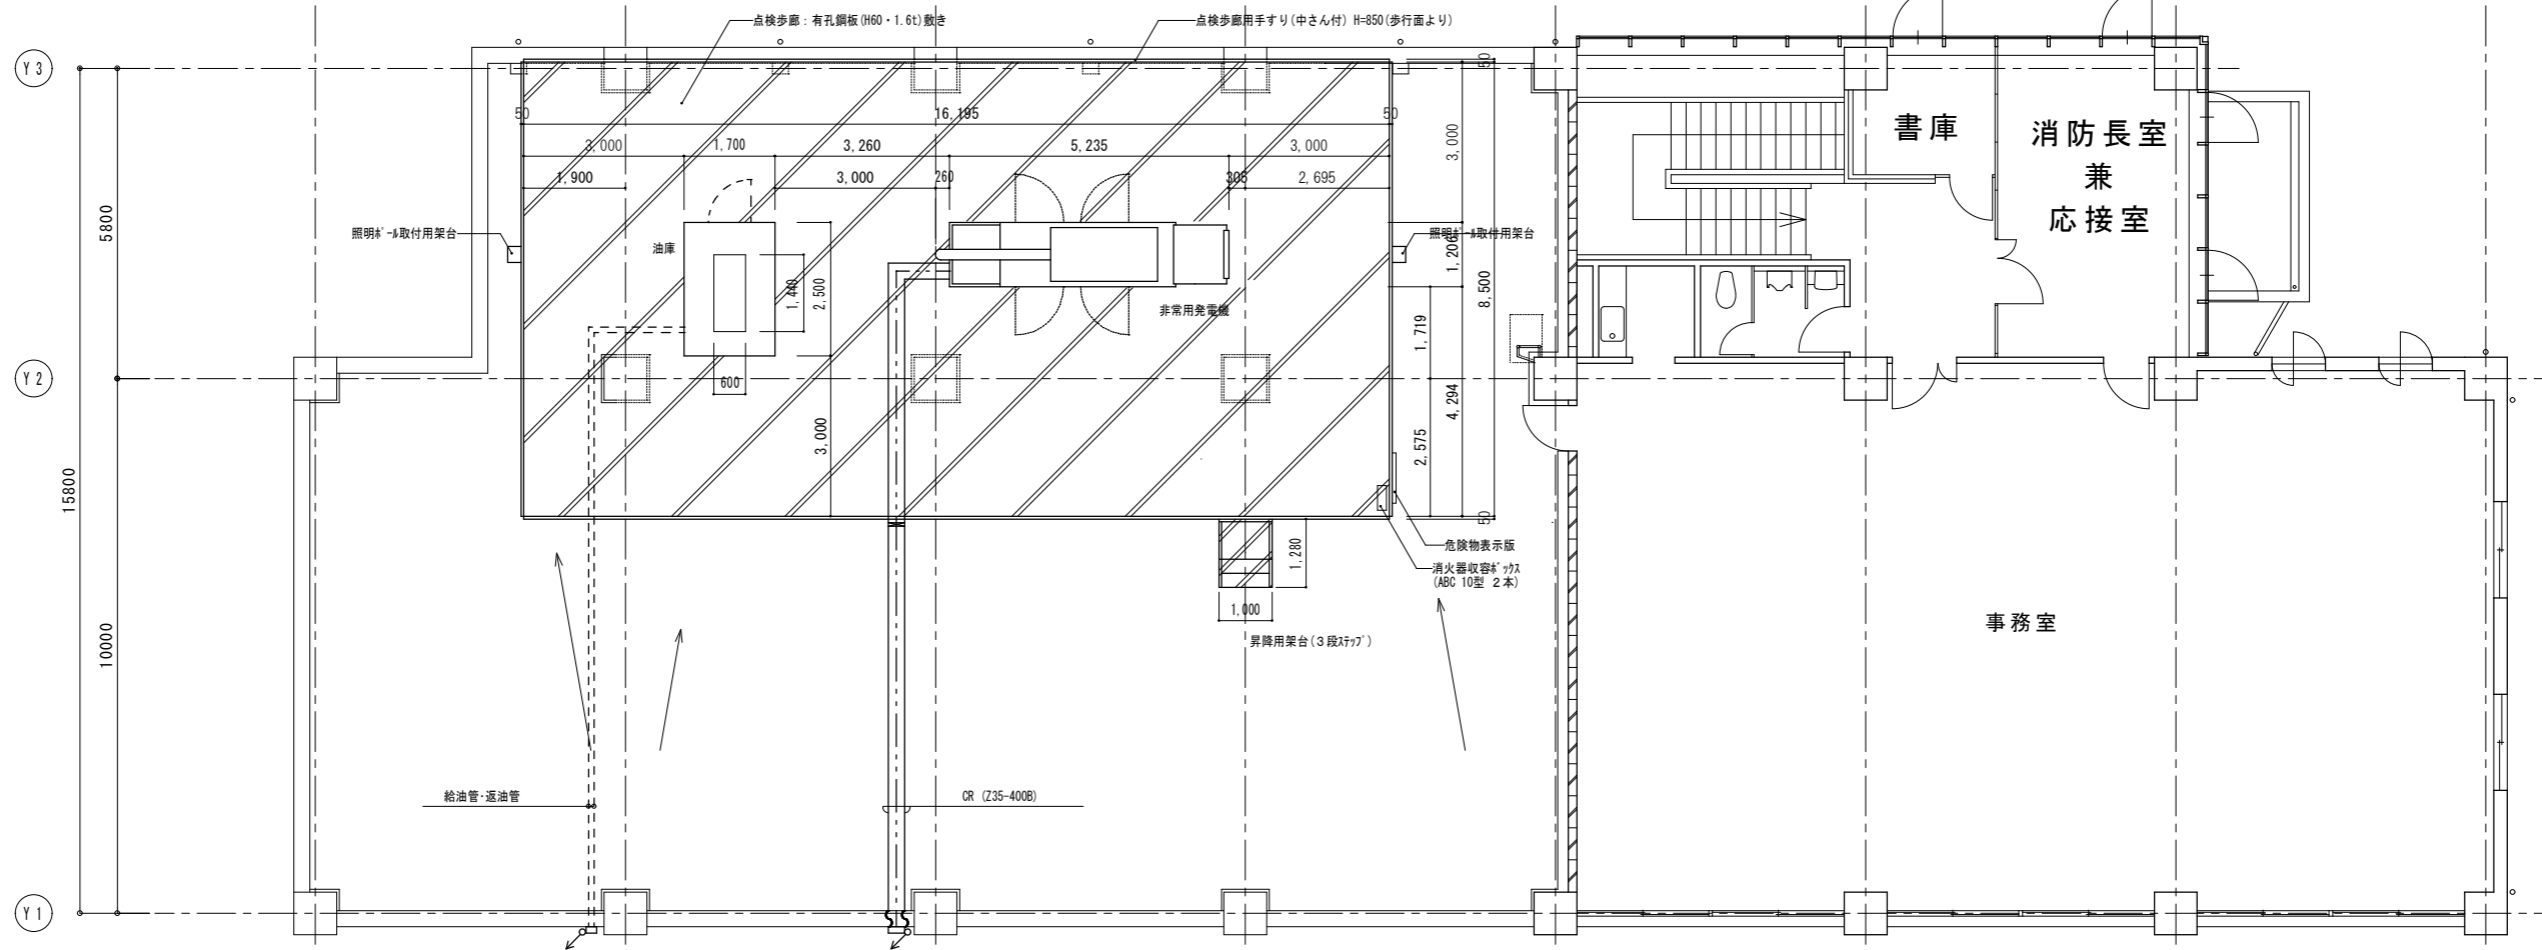 点検歩廊：有孔鋼板(H60・1.6t)敷き
点検歩廊用手すり(中さん付) H=850(歩行面より)
Y3
50
50
16,195
50
3,000
1,700
3,260
5,235
3,000
3,000
1,900
3,000
260
305
2,695
書庫
消防長室
兼
応接室
5800
照明ﾎﾟｰﾙ取付用架台
油庫
照明ﾎﾟｰﾙ取付用架台
1,206
1,440
2,500
8,500
非常用発電機
1,719
Y2
600
4,294
3,000
2,575
15800
50
危険物表示版
1,280
消火器収容ﾎﾞｯｸｽ
(ABC 10型 2本)
1,000
事務室
昇降用架台(3段ｽﾃｯﾌﾟ)
10000
給油管･返油管
CR (Z35-400B)
Y1